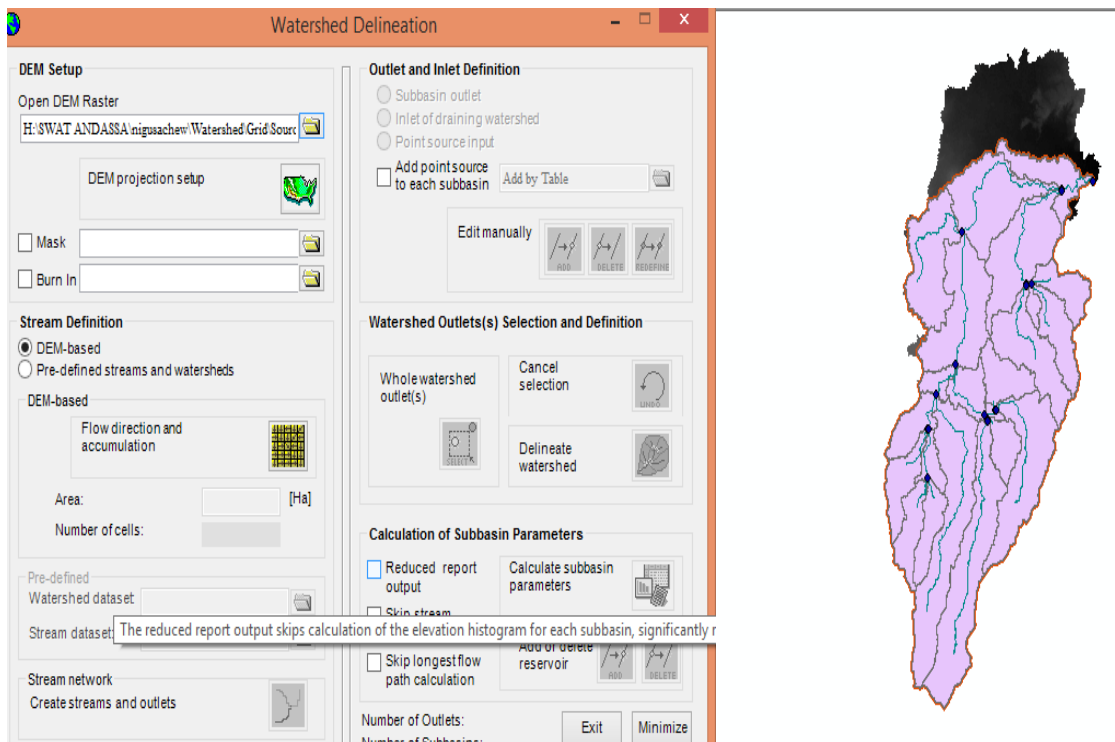 Watershed Delineation
DEM Setup
Open DEM Raster
H:\SWAT ANDASSA\nigusachew\Watershed\Grid\Sourc
DEM projection setup
Mask
Burn In
Stream Definition
DEM-based
Pre-defined streams and watersheds
DEM-based
Flow direction and
accumulation
Area:
[Ha]
Number of cells:
Pre-defined
Watershed dataset
Stream dataset:
Stream network
Create streams and outlets
Outlet and Inlet Definition
Subbasin outlet
Inlet of draining watershed
Point source input
Add point source
to each subbasin
Add by Table
Edit manually
ADD
DELETE
REDEFINE
Watershed Outlets(s) Selection and Definition
Whole watershed
outlet(s)
SELECT
Cancel
selection
UNDO
Delineate
watershed
Calculation of Subbasin Parameters
Reduced report
output
Calculate subbasin
parameters
Skip stream
The reduced report output skips calculation of the elevation histogram for each subbasin, significantly r
Skip longest flow
path calculation
Add or delete
reservoir
ADD
DELETE
Number of Outlets:
Number of Subbasins:
Exit
Minimize